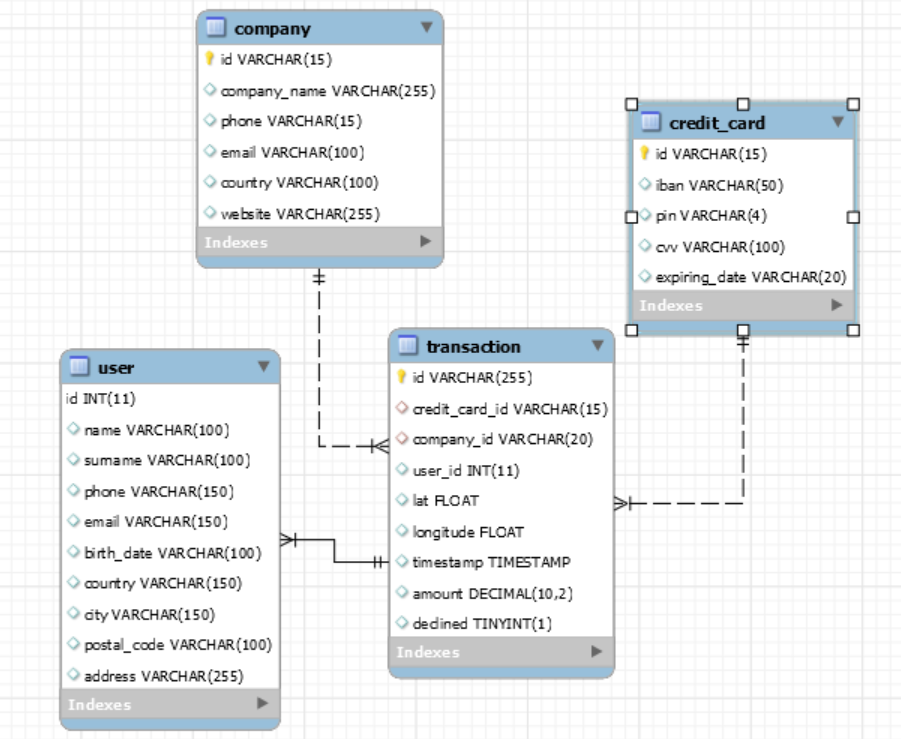 company
id VARCHAR(15)
company_name VARCHAR(255)
phone VARCHAR(15)
email VARCHAR(100)
country VARCHAR(100)
website VARCHAR(255)
Indexes
credit_card
id VARCHAR(15)
iban VARCHAR(50)
pin VARCHAR(4)
cvv VARCHAR(100)
expiring_date VARCHAR(20)
Indexes
user
id INT(11)
name VARCHAR(100)
surname VARCHAR(100)
phone VARCHAR(150)
email VARCHAR(150)
birth_date VARCHAR(100)
country VARCHAR(150)
city VARCHAR(150)
postal_code VARCHAR(100)
address VARCHAR(255)
Indexes
transaction
id VARCHAR(255)
credit_card_id VARCHAR(15)
company_id VARCHAR(20)
user_id INT(11)
lat FLOAT
longitude FLOAT
timestamp TIMESTAMP
amount DECIMAL(10,2)
declined TINYINT(1)
Indexes